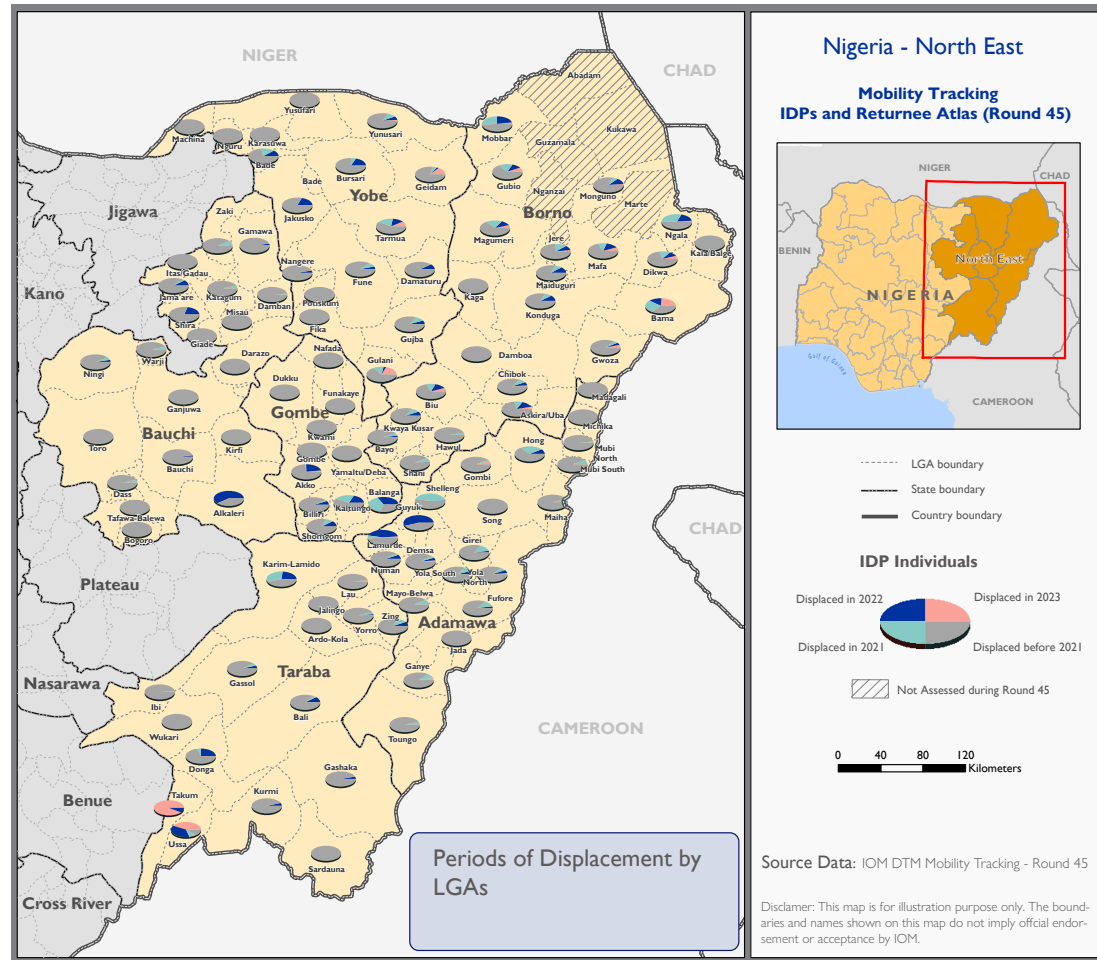 NIGER
CHAD
Abadam
Yusufari
Mobbar
Kukawa
Machina
Yunusari
Nguru
Karasuwa
Guzamala
Bade
Bursari
Geidam
Gubio
Bade
Yobe
Nganzai
Monguno
Jigawa
Zaki
Jakusko
Borno
Marte
Gamawa
Tarmua
Magumeri
Ngala
Jere
Kala/Balge
Itas/Gadau
Nangere
Mafa
Dikwa
Kano
Jama'are
Katagum
Fune
Damaturu
Maiduguri
Damban
Potiskum
Kaga
Misau
Konduga
Shira
Fika
Bama
Giade
Gujba
Warji
Nafada
Damboa
Gwoza
Ningi
Darazo
Gulani
Dukku
Chibok
Madagali
Ganjuwa
Funakaye
Biu
Gombe
Askira/Uba
Kwaya Kusar
Michika
Bauchi
Kwami
Toro
Kirfi
Bayo
Hawul
Hong
Mubi
North
Gombe
Yamaltu/Deba
Bauchi
Shani
Gombi
Mubi South
Akko
Dass
Shelleng
Balanga
Tafawa-Balewa
Alkaleri
Billiri
Kaltungo
Guyuk
Song
Maiha
Bogoro
Shomgom
Lamurde
Girei
Demsa
Plateau
Karim-Lamido
Numan
Yola South
Yola
North
Lau
Mayo-Belwa
Fufore
Jalingo
Zing
Yorro
Ardo-Kola
Adamawa
Jada
Taraba
Ganye
Nasarawa
Gassol
Ibi
Bali
CAMEROON
Wukari
Toungo
Donga
Gashaka
Benue
Takum
Kurmi
Ussa
Sardauna
Cross River
CHAD
Periods of Displacement by
LGAs
Nigeria - North East
Mobility Tracking
IDPs and Returnee Atlas (Round 45)
NIGER
CHAD
BENIN
North East
NIGERIA
Gulf of Guinea
CAMEROON
LGA boundary
State boundary
Country boundary
IDP Individuals
Displaced in 2022
Displaced in 2023
Displaced in 2021
Displaced before 2021
Not Assessed during Round 45
0 40 80 120
Kilometers
Source Data: IOM DTM Mobility Tracking - Round 45
Disclamer: This map is for illustration purpose only. The bound-
aries and names shown on this map do not imply offcial endor-
sement or acceptance by IOM.